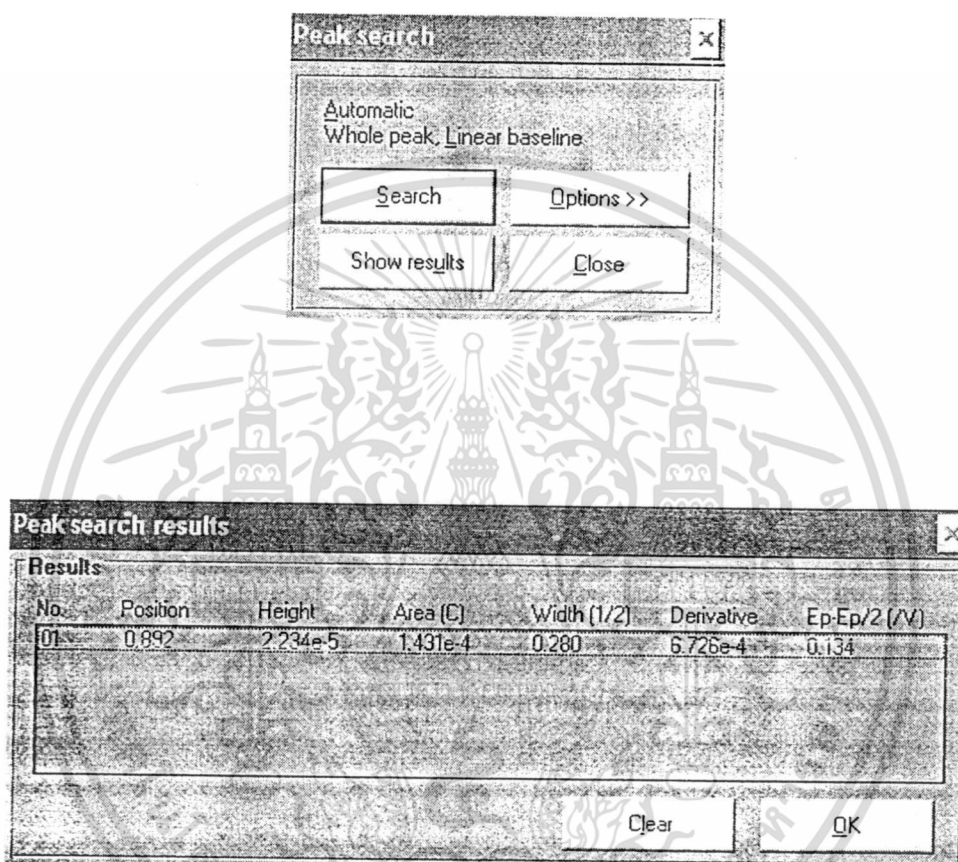 Peak search
Automatic
Whole peak, Linear baseline
Search
Options >>
Show results
Close
Peak search results
Results
No. Position Height Area (C) Width (1/2) Derivative Ep-Ep/2 (/V)
01 0.892 2.234e-5 1.431e-4 0.280 6.726e-4 0.134
Clear
OK